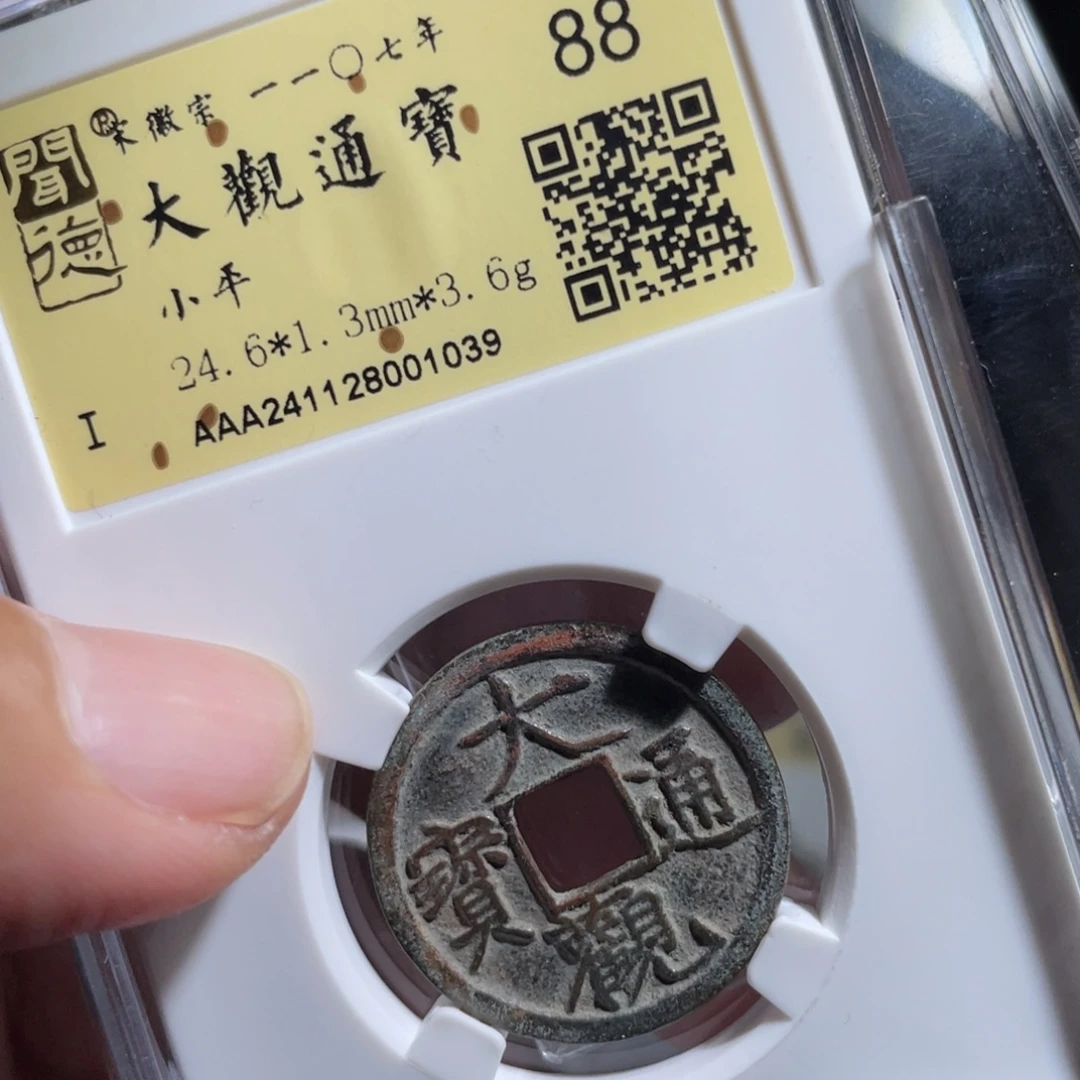 聞德®
宋徽宗 一一〇七年
88
大觀通寶
小平
24.6*1.3mm*3.6g
I AAA241128001039
大觀通寶